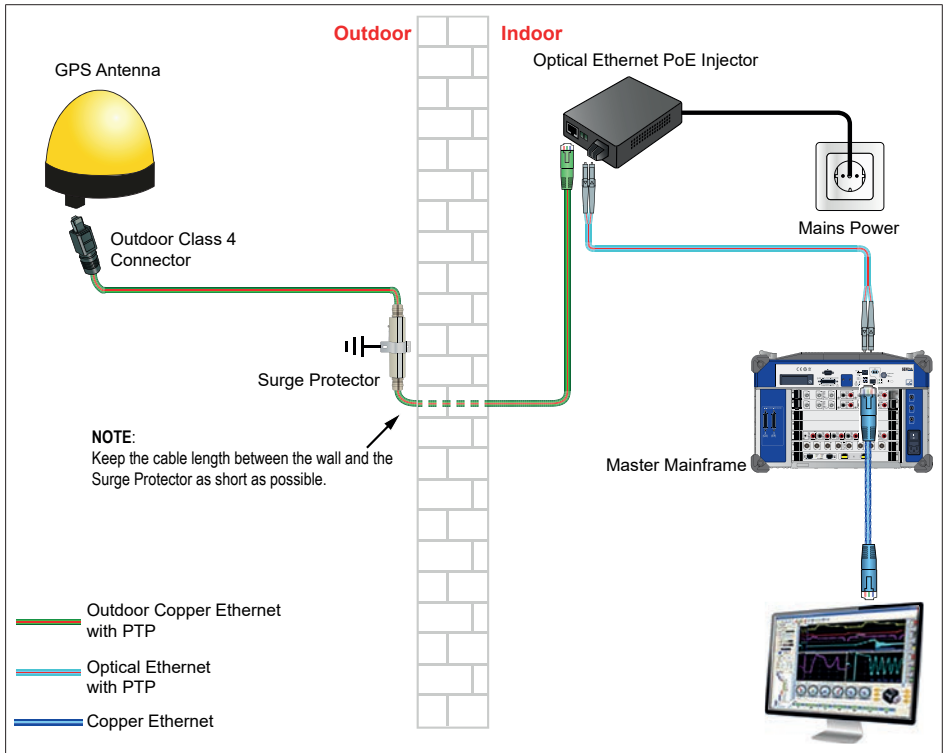 Outdoor
Indoor
GPS Antenna
Optical Ethernet PoE Injector
Outdoor Class 4
Connector
Mains Power
Surge Protector
NOTE:
Keep the cable length between the wall and the
Surge Protector as short as possible.
Master Mainframe
Outdoor Copper Ethernet
with PTP
Optical Ethernet
with PTP
Copper Ethernet